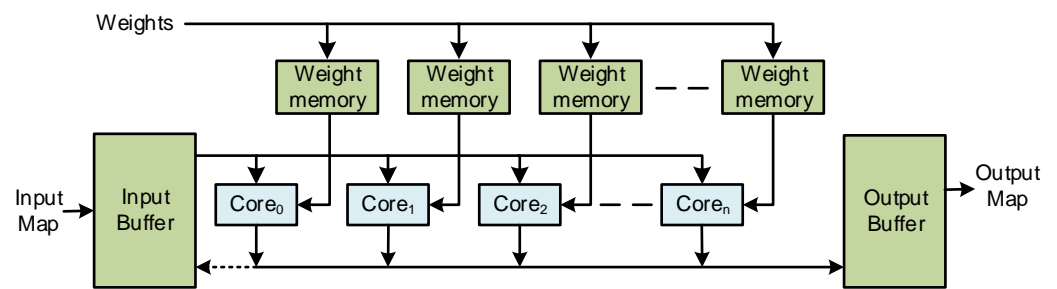 Weights
Weight
memory
Weight
memory
Weight
memory
Weight
memory
Input
Map
Input
Buffer
Core₀
Core₁
Core₂
Coreₙ
Output
Buffer
Output
Map